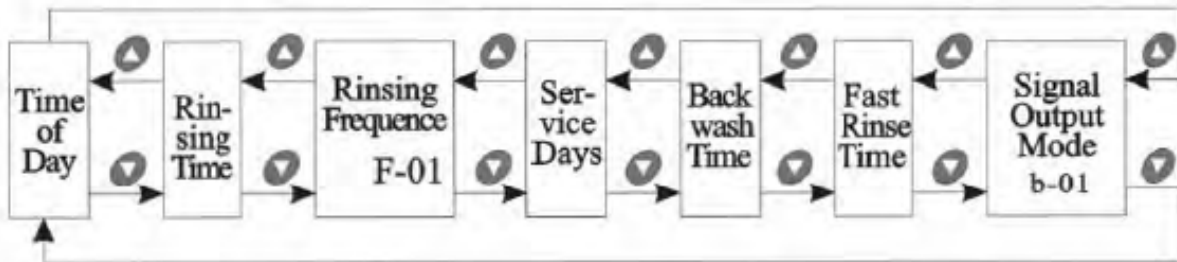 Time
of
Day
Rin-
sing
Time
Rinsing
Frequence
F-01
Ser-
vice
Days
Back
wash
Time
Fast
Rinse
Time
Signal
Output
Mode
b-01